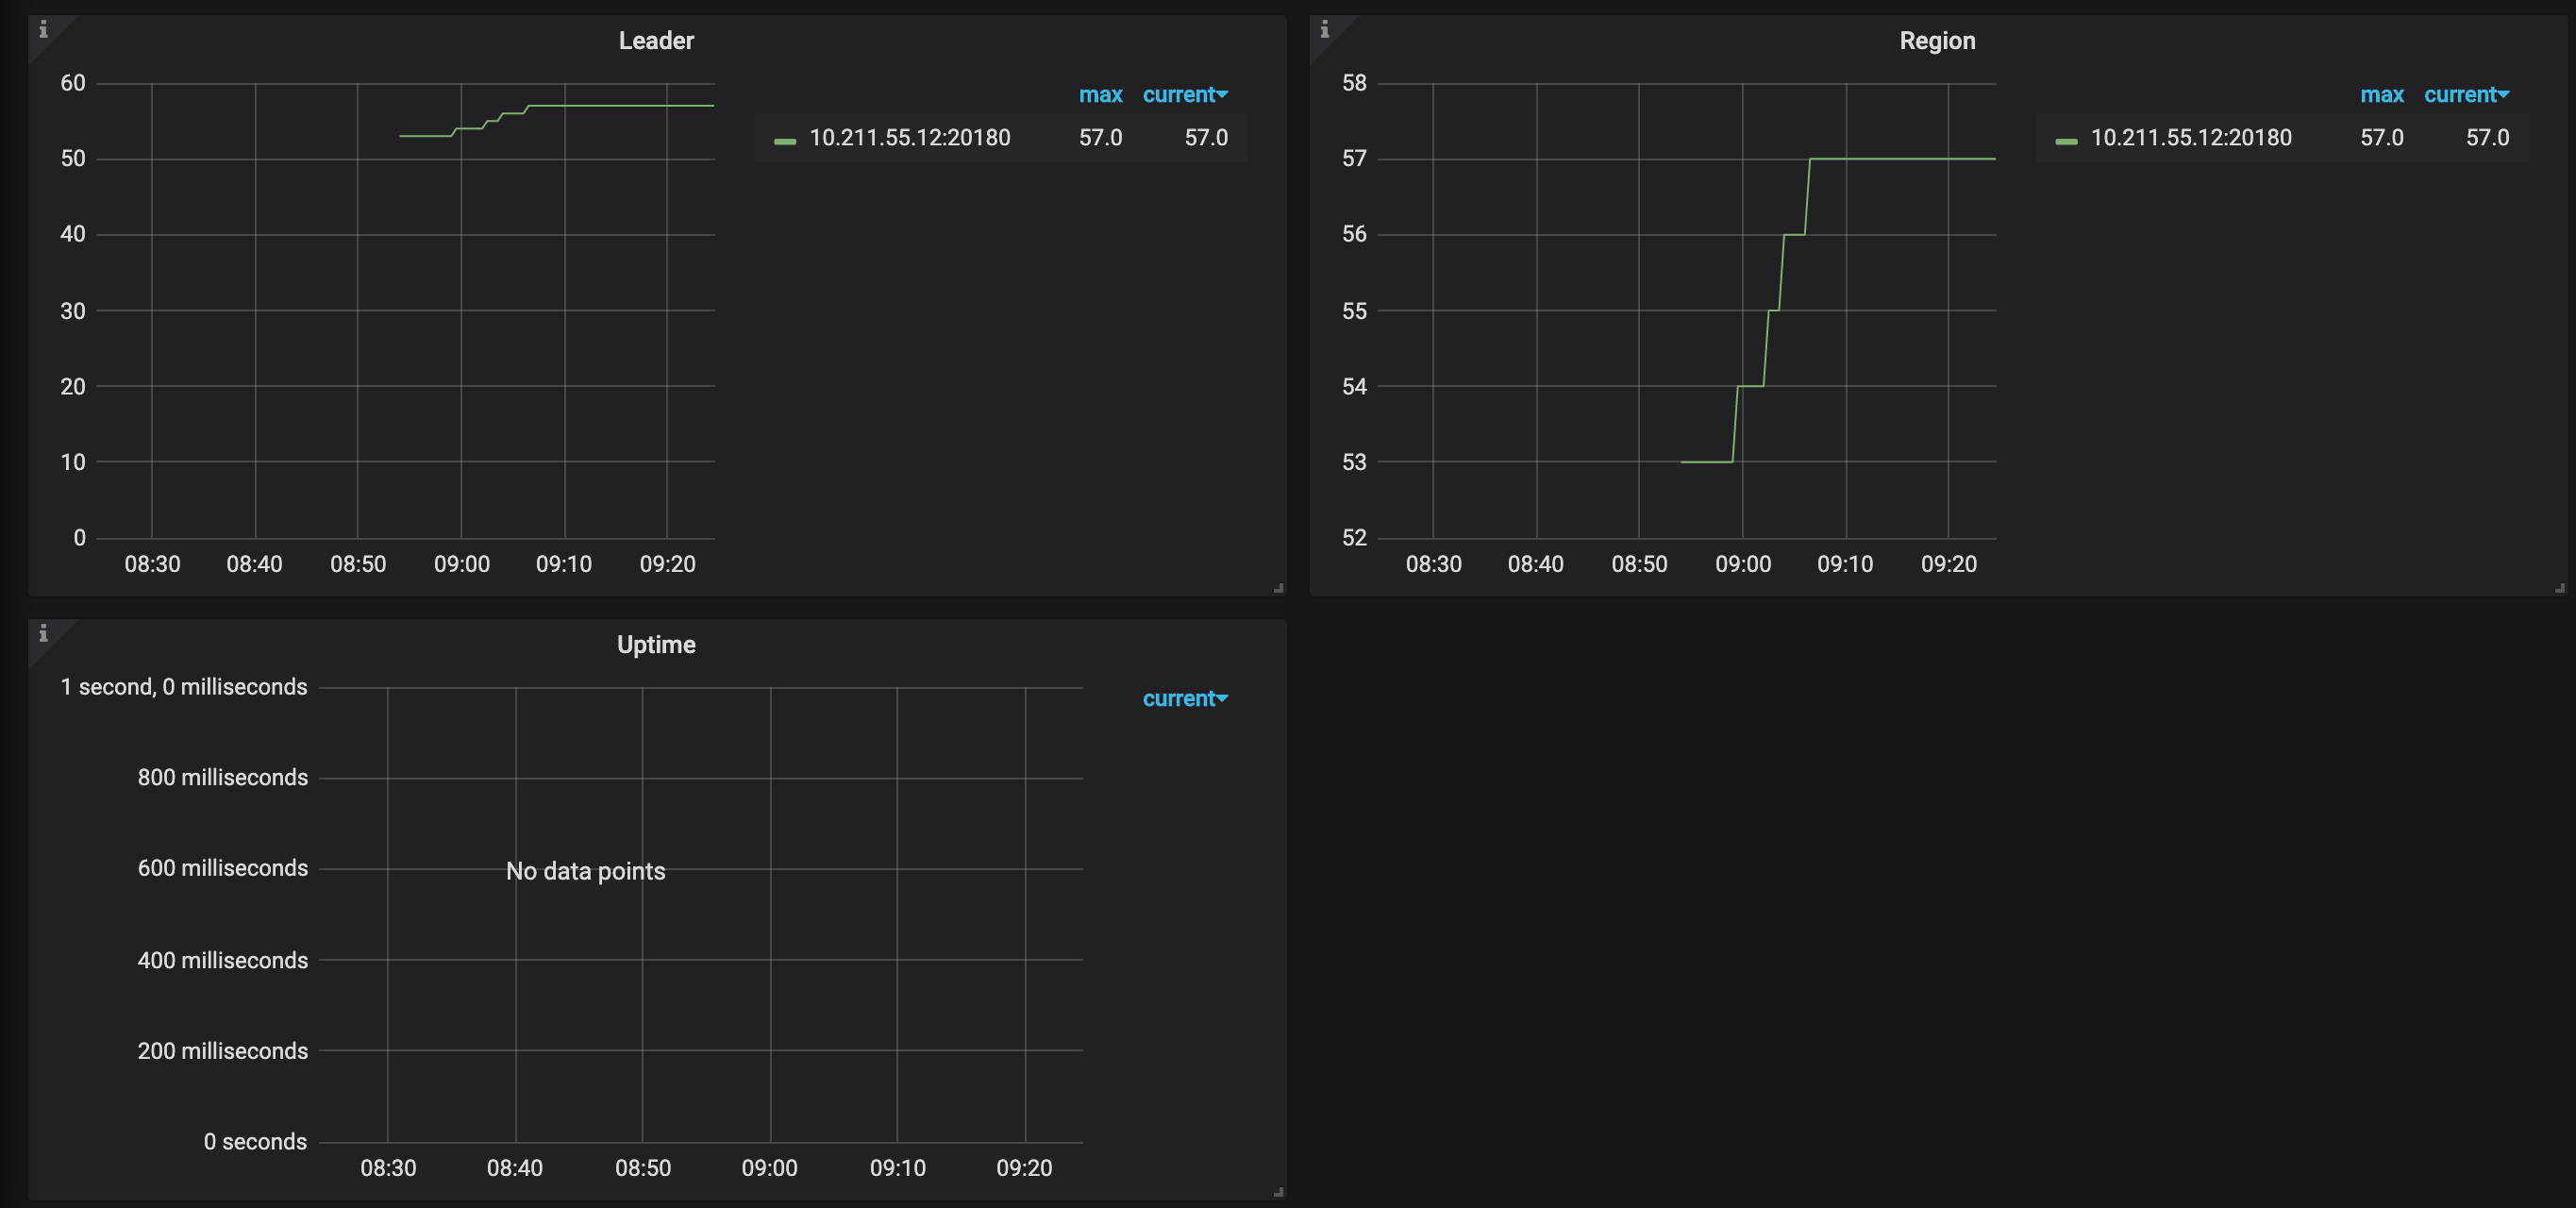 Leader
60
50
40
30
20
10
0
08:30 08:40 08:50 09:00 09:10 09:20
max current
10.211.55.12:20180 57.0 57.0
Region
58
57
56
55
54
53
52
08:30 08:40 08:50 09:00 09:10 09:20
max current
10.211.55.12:20180 57.0 57.0
Uptime
1 second, 0 milliseconds
800 milliseconds
600 milliseconds
400 milliseconds
200 milliseconds
0 seconds
No data points
08:30 08:40 08:50 09:00 09:10 09:20
current